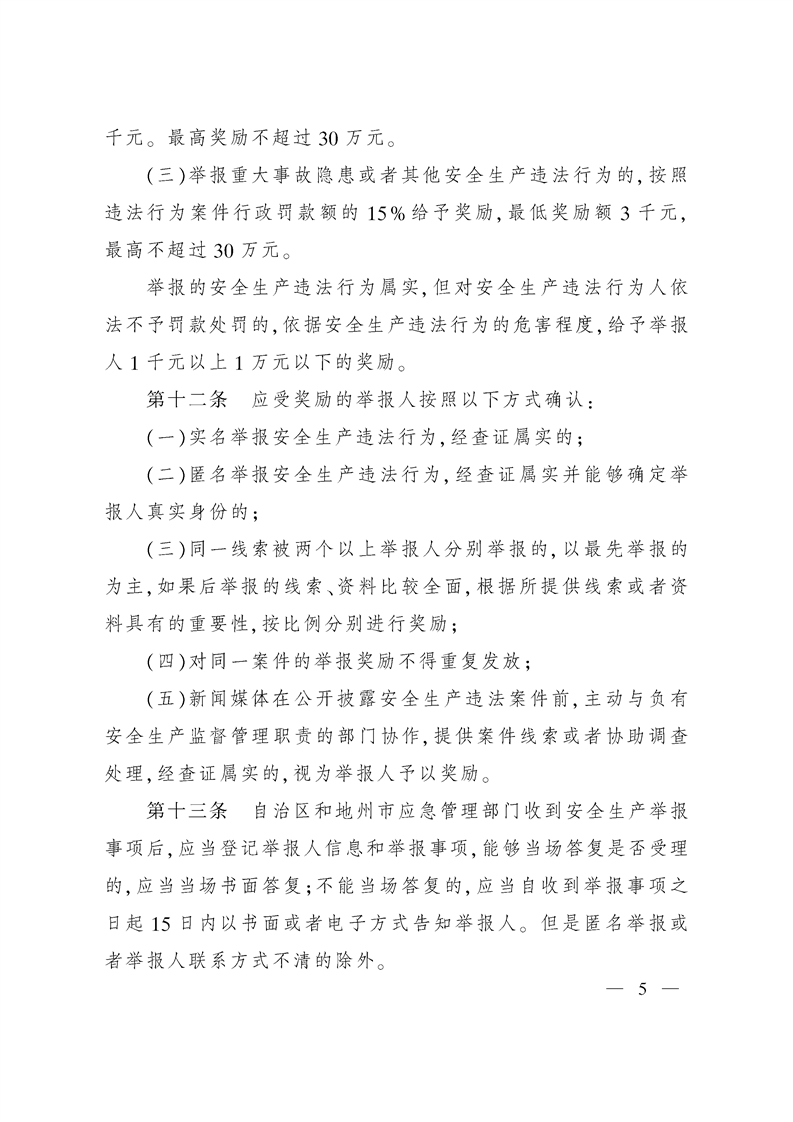 千元。最高奖励不超过 30 万元。
(三)举报重大事故隐患或者其他安全生产违法行为的,按照
违法行为案件行政罚款额的 15%给予奖励,最低奖励额 3 千元,
最高不超过 30 万元。
举报的安全生产违法行为属实,但对安全生产违法行为人依
法不予罚款处罚的,依据安全生产违法行为的危害程度,给予举报
人 1 千元以上 1 万元以下的奖励。
第十二条　应受奖励的举报人按照以下方式确认:
(一)实名举报安全生产违法行为,经查证属实的;
(二)匿名举报安全生产违法行为,经查证属实并能够确定举
报人真实身份的;
(三)同一线索被两个以上举报人分别举报的,以最先举报的
为主,如果后举报的线索、资料比较全面,根据所提供线索或者资
料具有的重要性,按比例分别进行奖励;
(四)对同一案件的举报奖励不得重复发放;
(五)新闻媒体在公开披露安全生产违法案件前,主动与负有
安全生产监督管理职责的部门协作,提供案件线索或者协助调查
处理,经查证属实的,视为举报人予以奖励。
第十三条　自治区和地州市应急管理部门收到安全生产举报
事项后,应当登记举报人信息和举报事项,能够当场答复是否受理
的,应当当场书面答复;不能当场答复的,应当自收到举报事项之
日起 15 日内以书面或者电子方式告知举报人。但是匿名举报或
者举报人联系方式不清的除外。
— 5 —